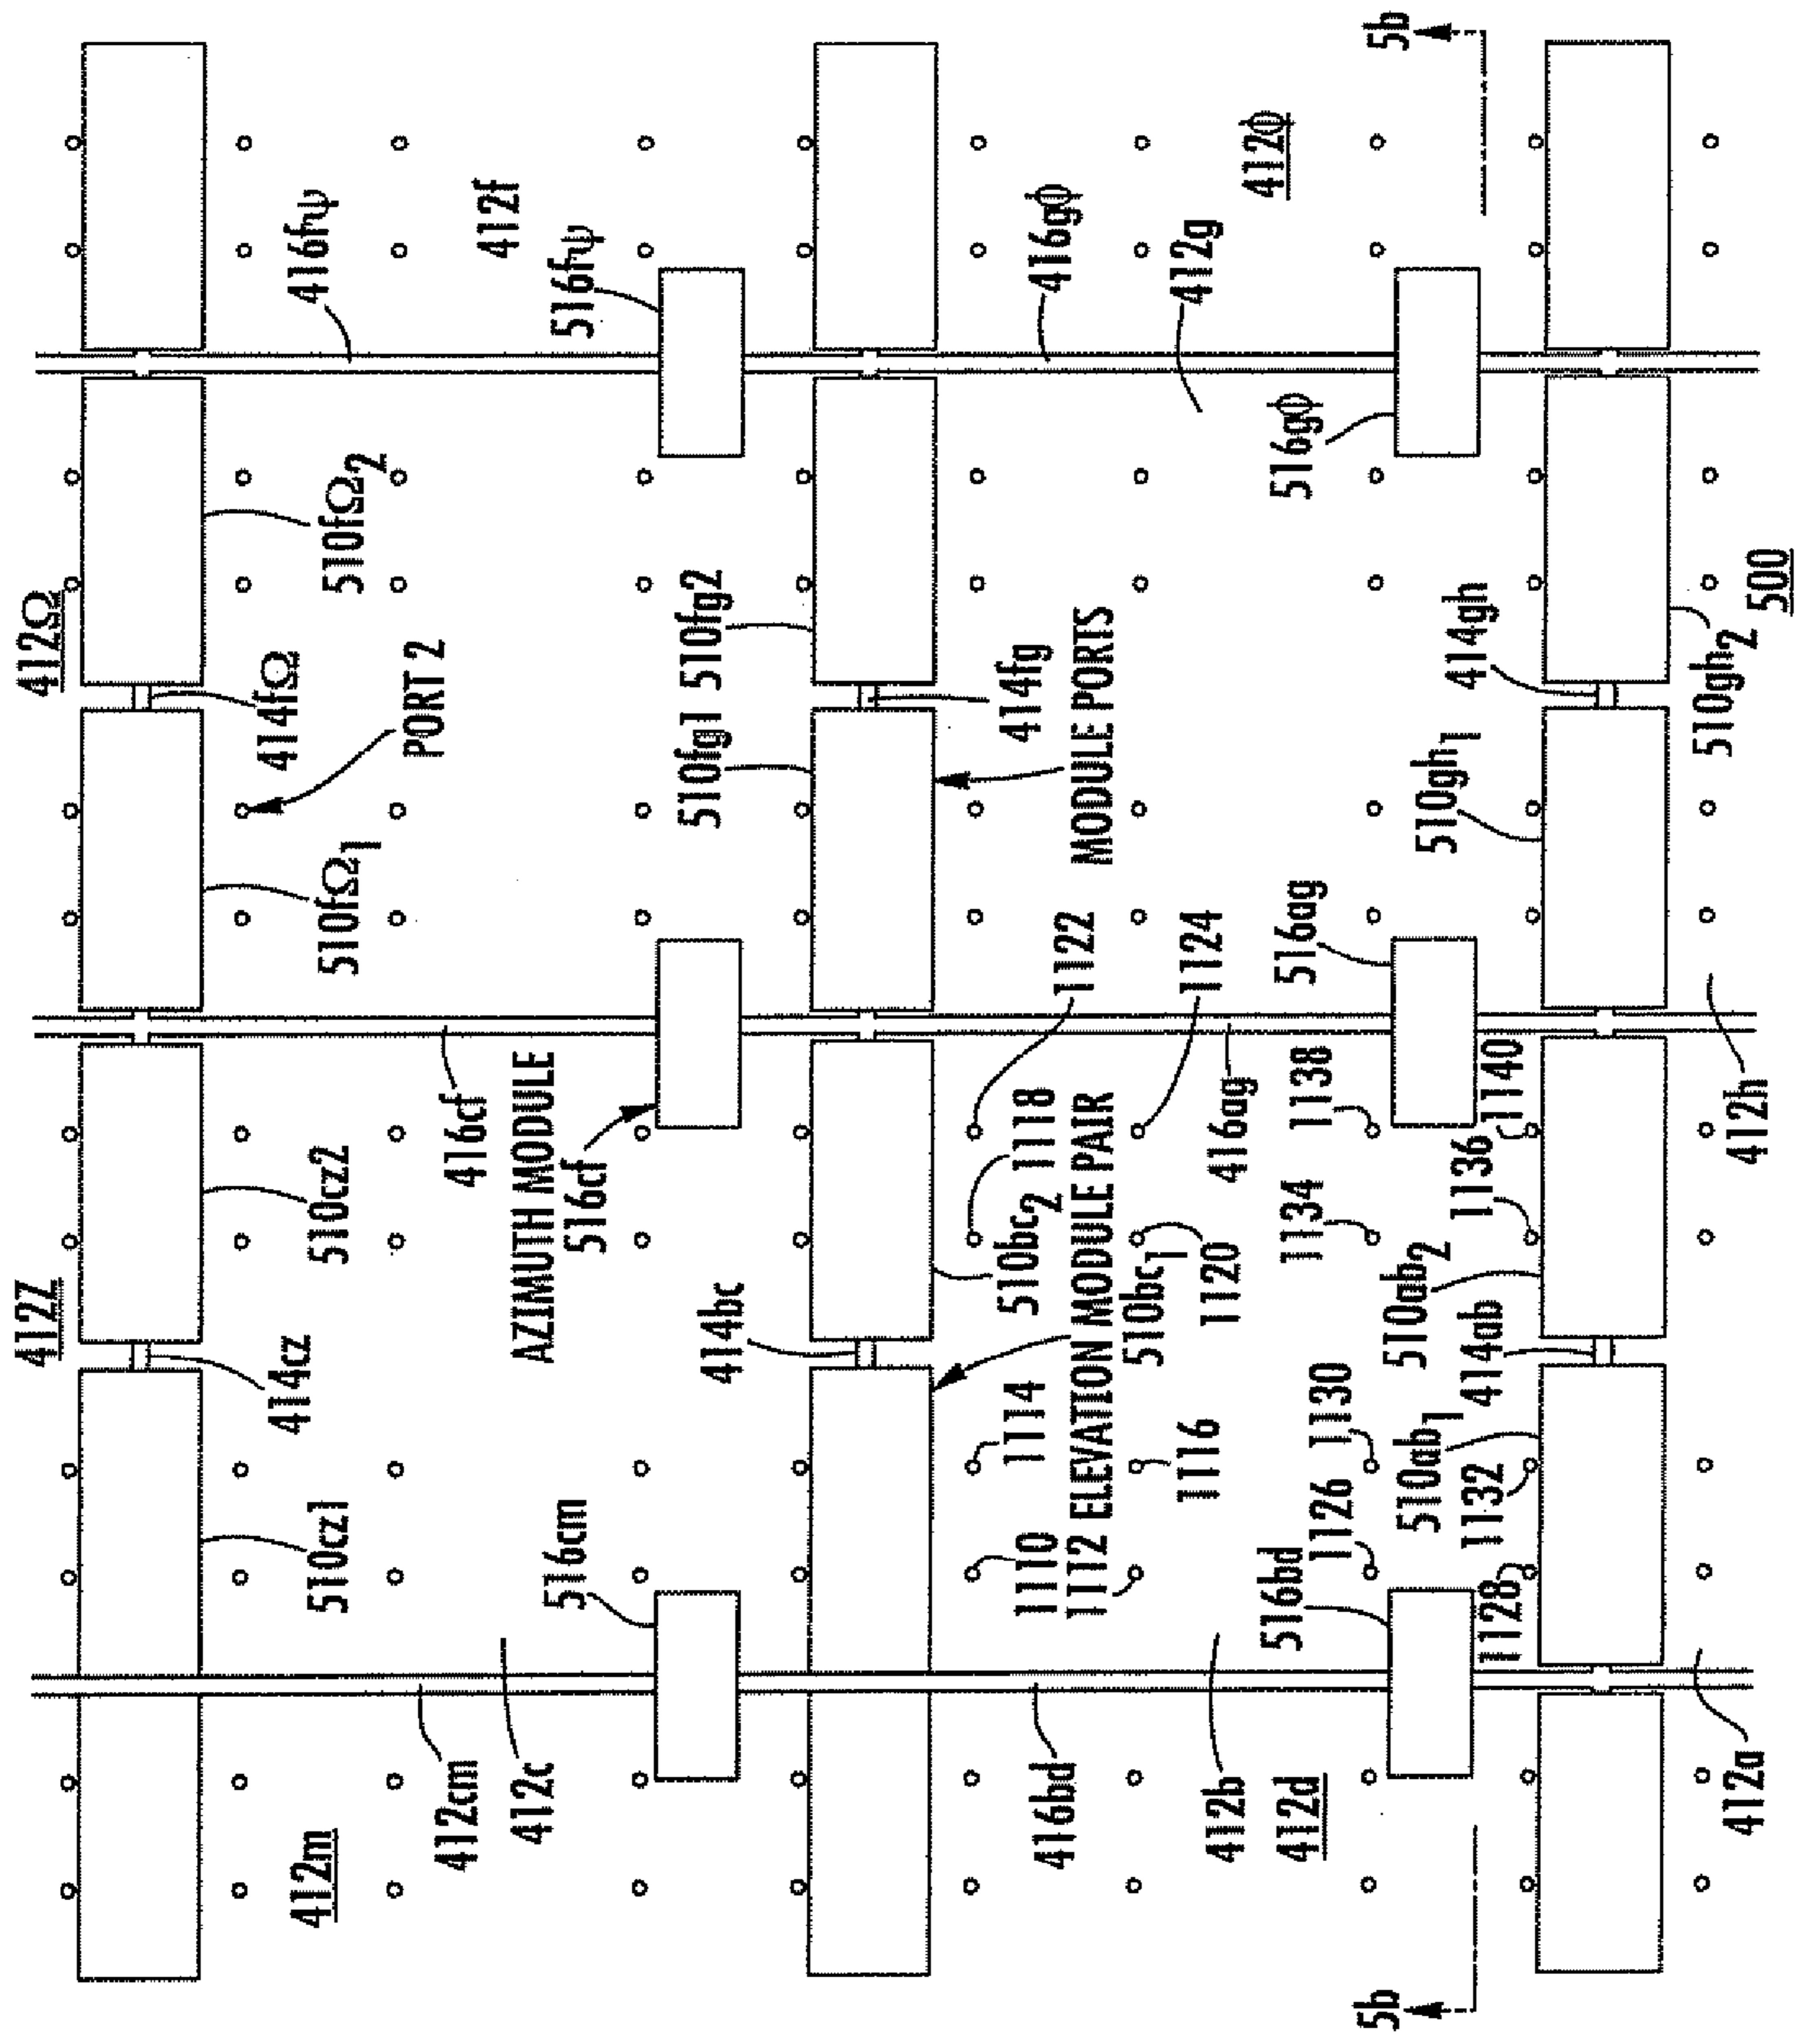 412Z
412Ω
414cz
414fΩ
412m
510cz1
510cz2
510fΩ1
510fΩ2
416fψ
PORT 2
412cm
416cf
412f
412c
AZIMUTH MODULE
516cm
516cf
516fψ
414bc
510fg1 510fg2
1114
510bc2 1118
414fg
416bd
1110
1122
416gϕ
1112 ELEVATION MODULE PAIR
MODULE PORTS
510bc1
1116
1120
1124
412g
412b
416ag
412d
516bd
412ϕ
1134
1138
516ag
516gϕ
1126 1130
5b
5b
510ab1
510ab2
510gh1
1132
414ab
1136
414gh
1128
1140
412a
412h
510gh2
500